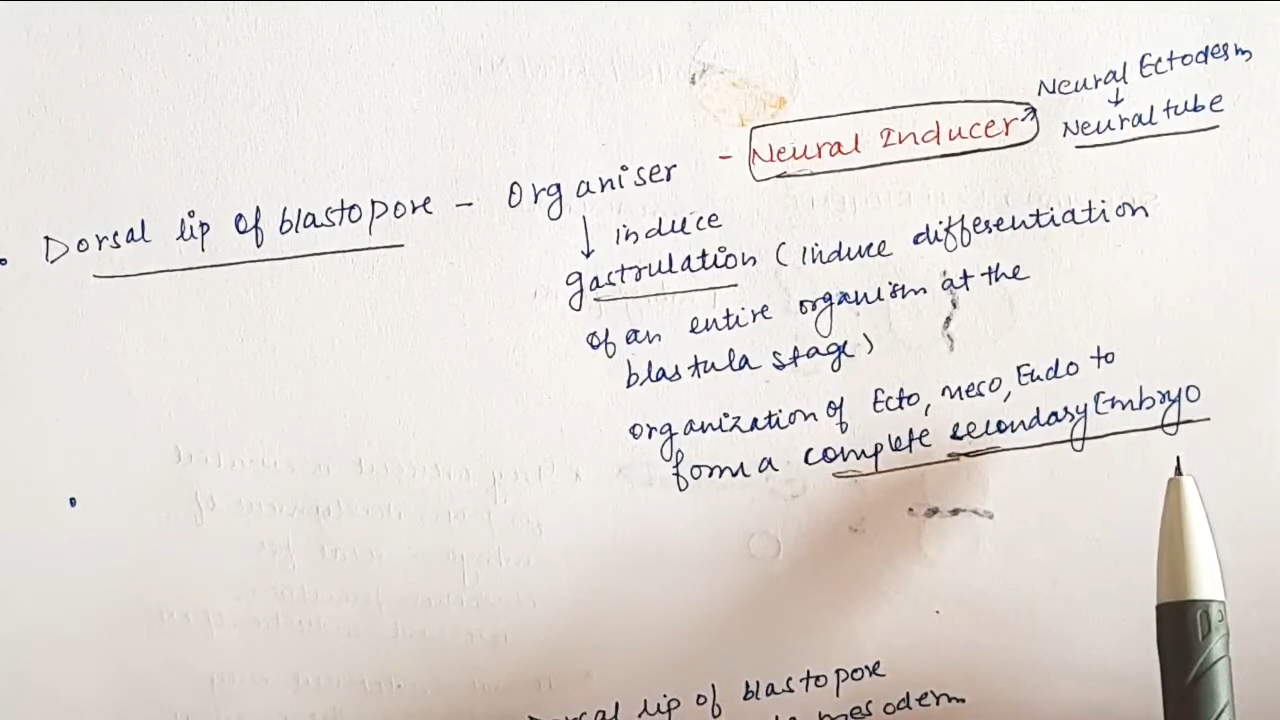 Neural Ectoderm
↓
Neural tube
• Dorsal lip of blastopore - Organiser - Neural Inducer
↓ induce
gastrulation (induce differentiation
of an entire organism at the
blastula stage)
organization of Ecto, meso, Endo to
form a complete secondary Embryo
lip of blastopore
mesoderm